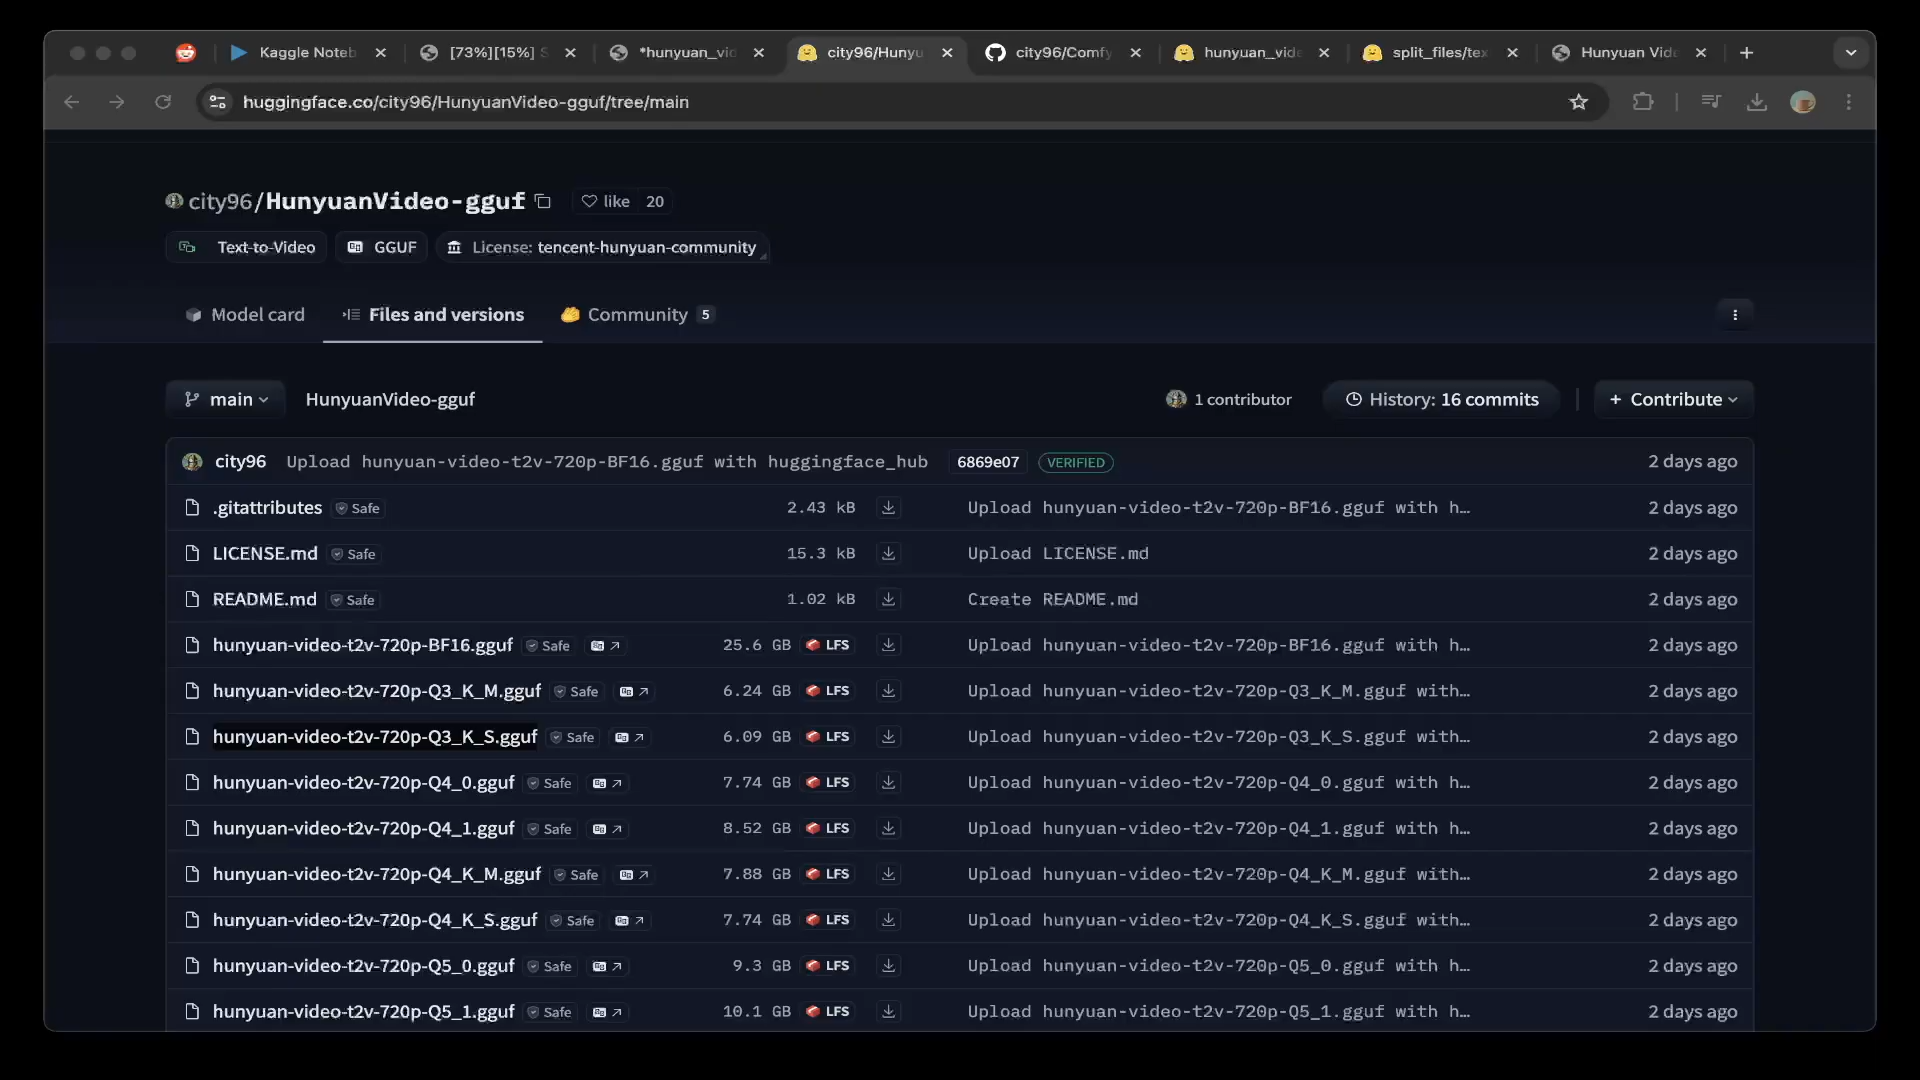 Kaggle Noteb
[73%][15%] S
*hunyuan_vid
city96/Hunyu
city96/Comfy
hunyuan_vide
split_files/tex
Hunyuan Vid
huggingface.co/city96/HunyuanVideo-gguf/tree/main
city96/HunyuanVideo-gguf like 20
Text-to-Video GGUF License: tencent-hunyuan-community
Model card Files and versions Community 5
main HunyuanVideo-gguf 1 contributor History: 16 commits + Contribute
city96 Upload hunyuan-video-t2v-720p-BF16.gguf with huggingface_hub 6869e07 VERIFIED 2 days ago
.gitattributes Safe 2.43 kB Upload hunyuan-video-t2v-720p-BF16.gguf with h… 2 days ago
LICENSE.md Safe 15.3 kB Upload LICENSE.md 2 days ago
README.md Safe 1.02 kB Create README.md 2 days ago
hunyuan-video-t2v-720p-BF16.gguf Safe 25.6 GB LFS Upload hunyuan-video-t2v-720p-BF16.gguf with h… 2 days ago
hunyuan-video-t2v-720p-Q3_K_M.gguf Safe 6.24 GB LFS Upload hunyuan-video-t2v-720p-Q3_K_M.gguf with… 2 days ago
hunyuan-video-t2v-720p-Q3_K_S.gguf Safe 6.09 GB LFS Upload hunyuan-video-t2v-720p-Q3_K_S.gguf with… 2 days ago
hunyuan-video-t2v-720p-Q4_0.gguf Safe 7.74 GB LFS Upload hunyuan-video-t2v-720p-Q4_0.gguf with h… 2 days ago
hunyuan-video-t2v-720p-Q4_1.gguf Safe 8.52 GB LFS Upload hunyuan-video-t2v-720p-Q4_1.gguf with h… 2 days ago
hunyuan-video-t2v-720p-Q4_K_M.gguf Safe 7.88 GB LFS Upload hunyuan-video-t2v-720p-Q4_K_M.gguf with… 2 days ago
hunyuan-video-t2v-720p-Q4_K_S.gguf Safe 7.74 GB LFS Upload hunyuan-video-t2v-720p-Q4_K_S.gguf with… 2 days ago
hunyuan-video-t2v-720p-Q5_0.gguf Safe 9.3 GB LFS Upload hunyuan-video-t2v-720p-Q5_0.gguf with h… 2 days ago
hunyuan-video-t2v-720p-Q5_1.gguf Safe 10.1 GB LFS Upload hunyuan-video-t2v-720p-Q5_1.gguf with h… 2 days ago